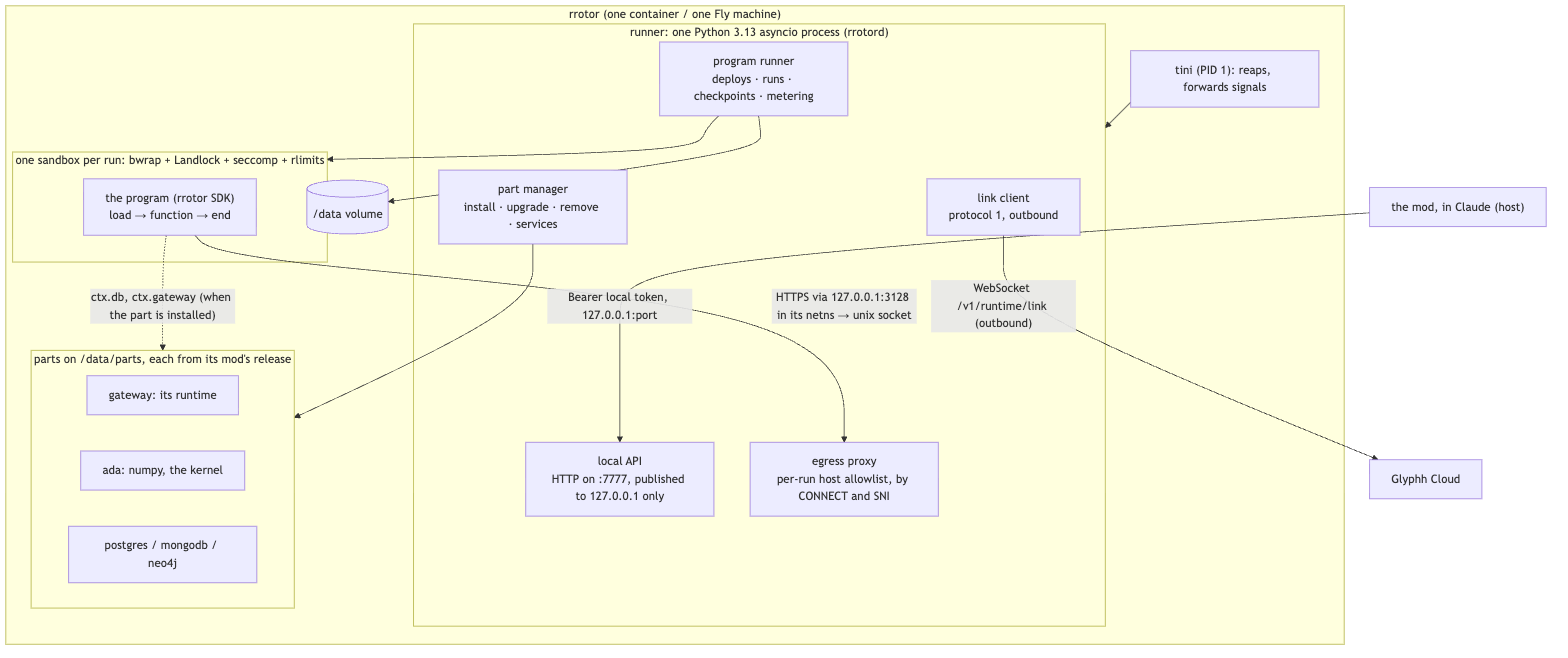 rrotor (one container / one Fly machine)
runner: one Python 3.13 asyncio process (rrotord)
program runner
deploys · runs ·
checkpoints · metering
tini (PID 1): reaps,
forwards signals
one sandbox per run: bwrap + Landlock + seccomp + rlimits
the program (rrotor SDK)
load → function → end
/data volume
part manager
install · upgrade · remove
· services
link client
protocol 1, outbound
the mod, in Claude (host)
ctx.db, ctx.gateway (when
the part is installed)
Bearer local token,
127.0.0.1:port
HTTPS via 127.0.0.1:3128
in its netns → unix socket
WebSocket
/v1/runtime/link
(outbound)
parts on /data/parts, each from its mod's release
gateway: its runtime
ada: numpy, the kernel
postgres / mongodb /
neo4j
local API
HTTP on :7777, published
to 127.0.0.1 only
egress proxy
per-run host allowlist, by
CONNECT and SNI
Glyphh Cloud